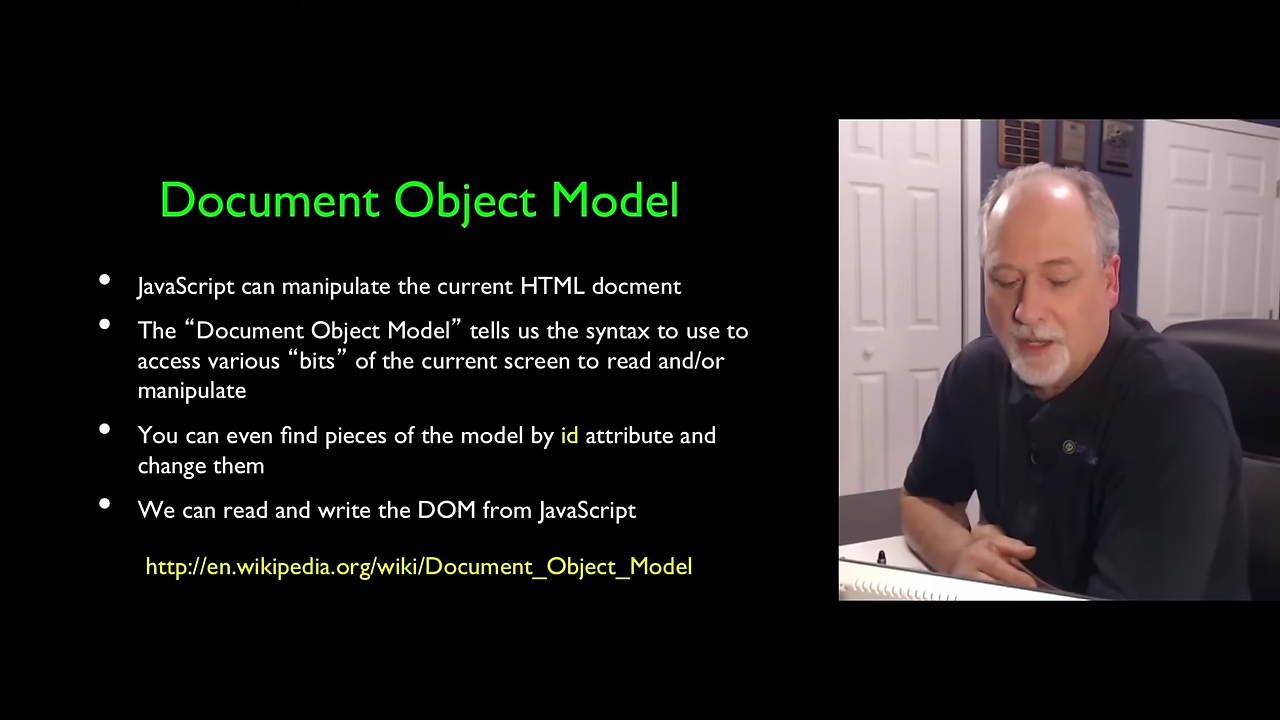 Document Object Model
• JavaScript can manipulate the current HTML docment
• The “Document Object Model” tells us the syntax to use to
access various “bits” of the current screen to read and/or
manipulate
• You can even find pieces of the model by id attribute and
change them
• We can read and write the DOM from JavaScript
http://en.wikipedia.org/wiki/Document_Object_Model